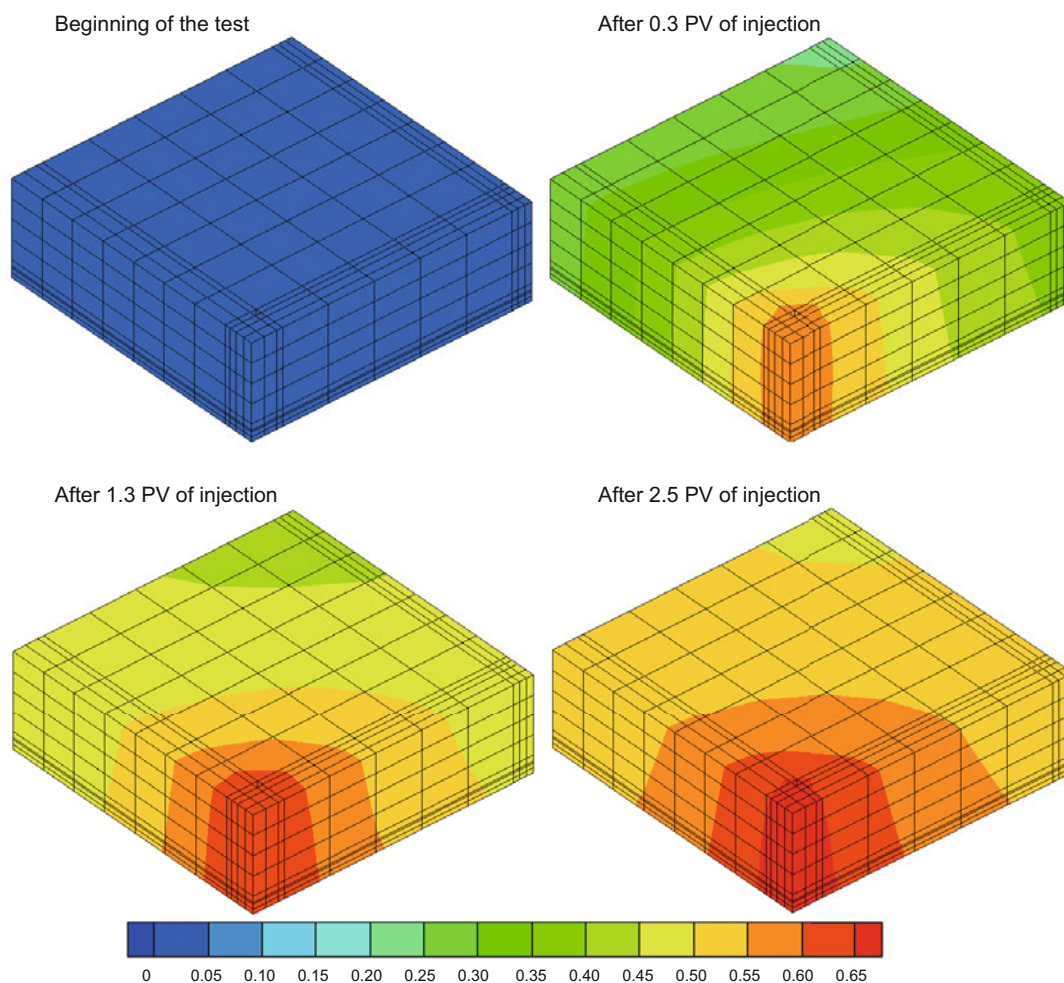 Beginning of the test
After 0.3 PV of injection
After 1.3 PV of injection
After 2.5 PV of injection
0 0.05 0.10 0.15 0.20 0.25 0.30 0.35 0.40 0.45 0.50 0.55 0.60 0.65